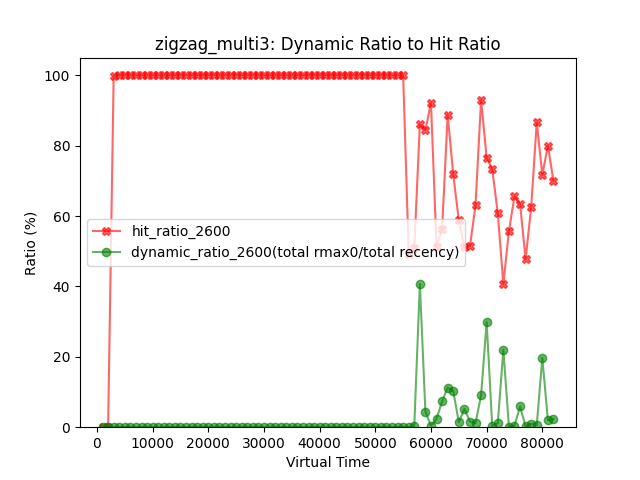 zigzag_multi3: Dynamic Ratio to Hit Ratio
100
80
60
40
20
0
Ratio (%)
hit_ratio_2600
dynamic_ratio_2600(total rmax0/total recency)
0 10000 20000 30000 40000 50000 60000 70000 80000
Virtual Time